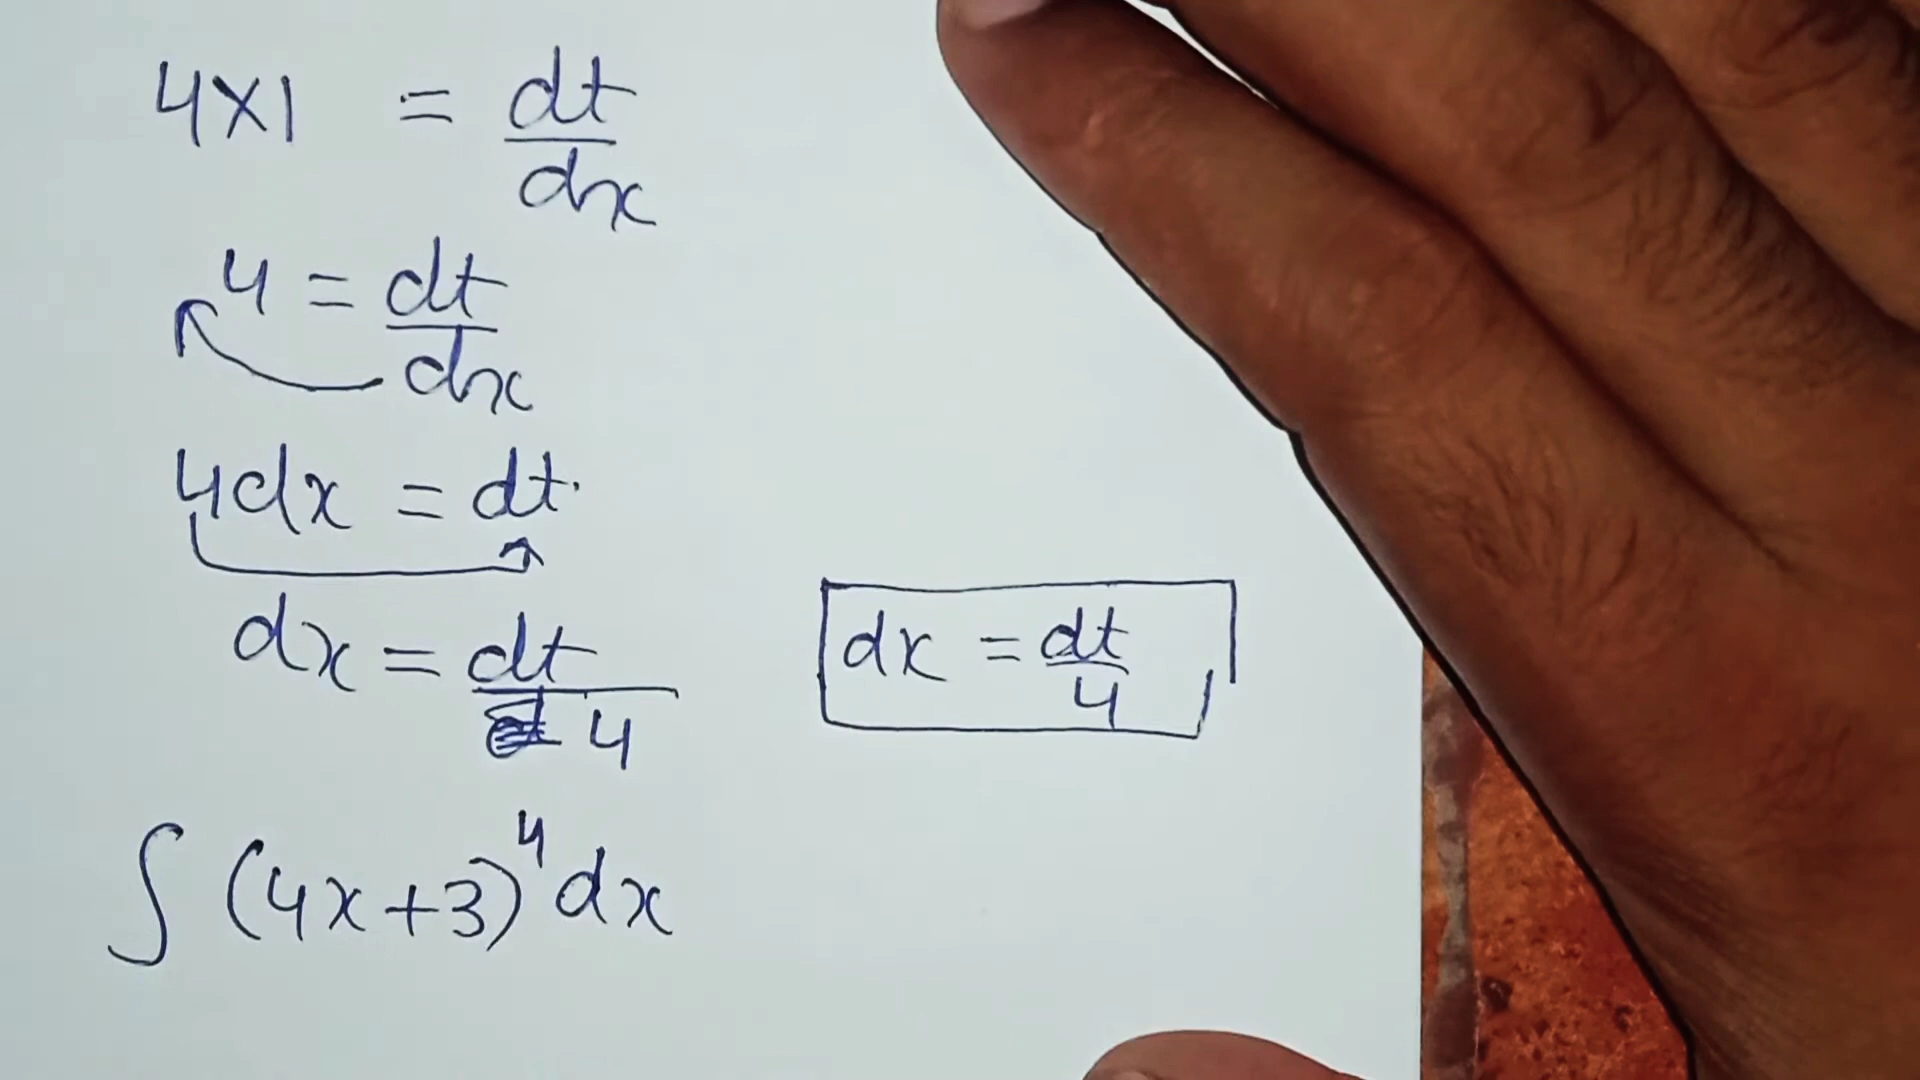 4×1 = dt/dx
4 = dt/dx
4dx = dt.
dx = dt/4
dx = dt/4
∫ (4x+3)⁴ dx